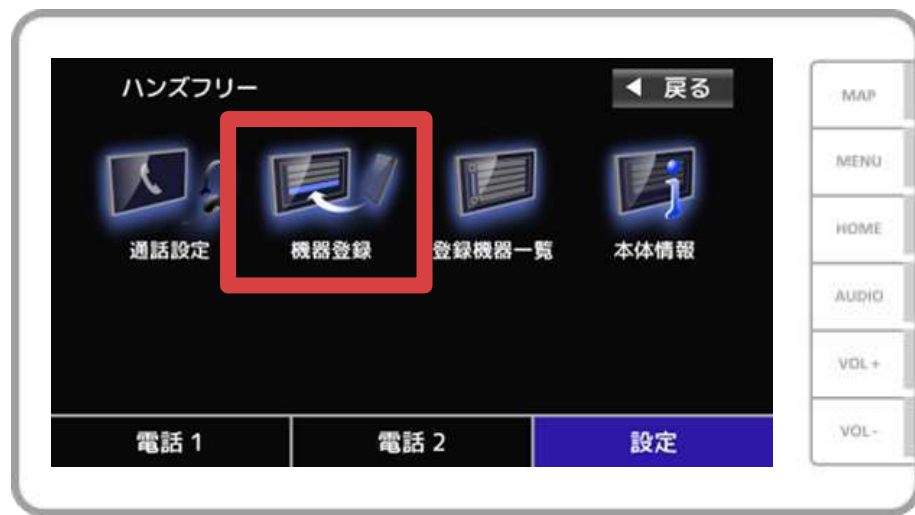 ハンズフリー
◀ 戻る
通話設定
機器登録
登録機器一覧
本体情報
電話 1
電話 2
設定
MAP
MENU
HOME
AUDIO
VOL +
VOL -